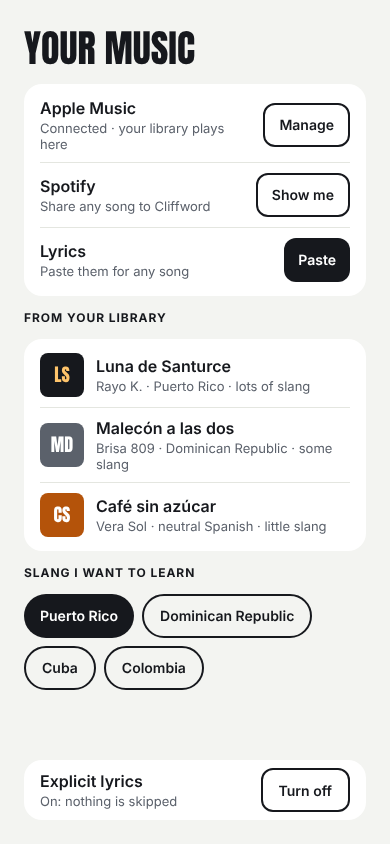 YOUR MUSIC
Apple Music
Connected · your library plays
here
Manage
Spotify
Share any song to Cliffword
Show me
Lyrics
Paste them for any song
Paste
FROM YOUR LIBRARY
LS
Luna de Santurce
Rayo K. · Puerto Rico · lots of slang
MD
Malecón a las dos
Brisa 809 · Dominican Republic · some
slang
CS
Café sin azúcar
Vera Sol · neutral Spanish · little slang
SLANG I WANT TO LEARN
Puerto Rico
Dominican Republic
Cuba
Colombia
Explicit lyrics
On: nothing is skipped
Turn off